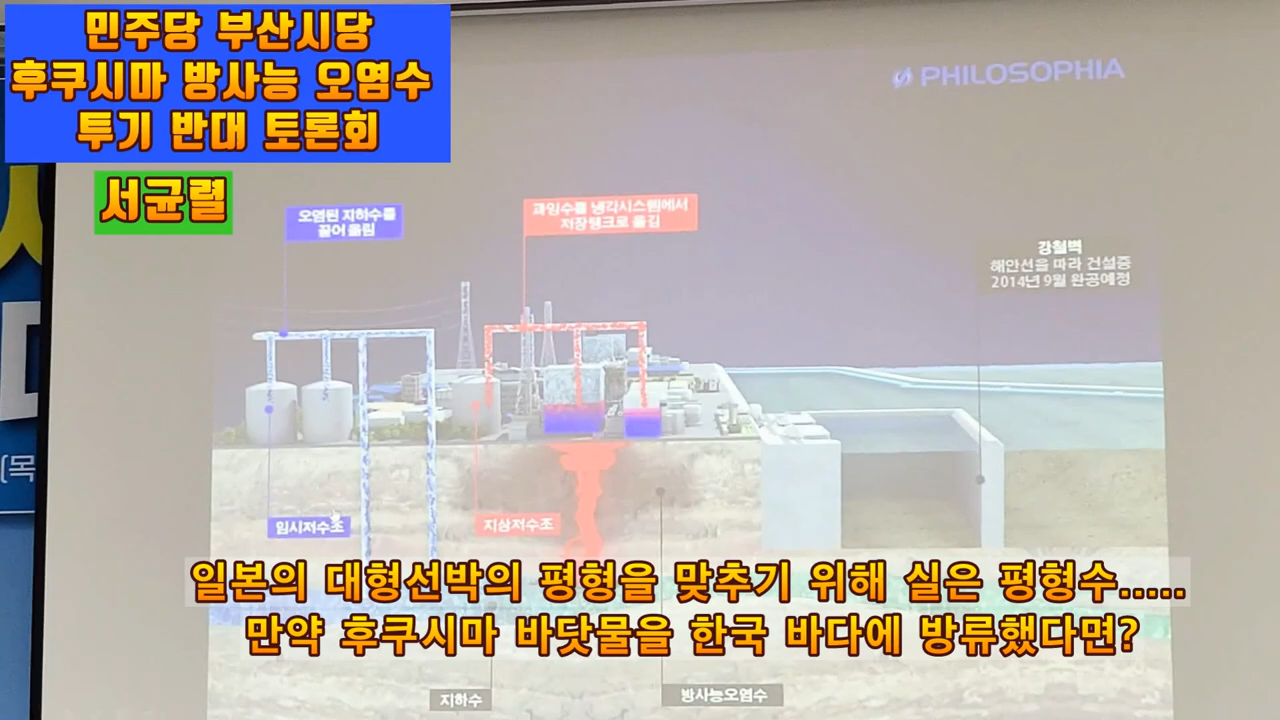 민주당 부산시당
후쿠시마 방사능 오염수
투기 반대 토론회
서균렬
PHILOSOPHIA
오염된 지하수를
끌어 올림
과잉수를 냉각시스템에서
저장탱크로 옮김
강철벽
해안선을 따라 건설중
2014년 9월 완공예정
(목
임시저수조
지상저수조
일본의 대형선박의 평형을 맞추기 위해 실은 평형수.....
만약 후쿠시마 바닷물을 한국 바다에 방류했다면?
지하수
방사능오염수